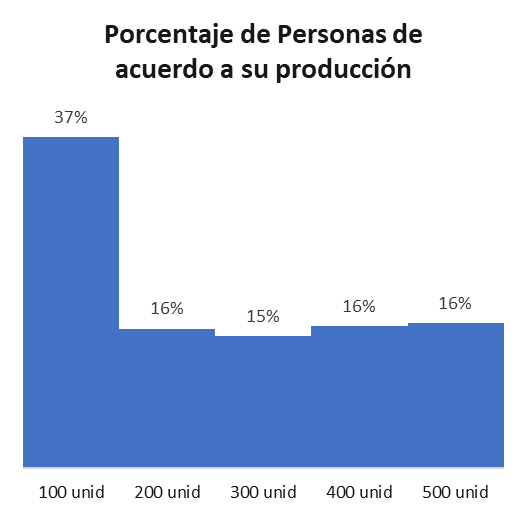 Porcentaje de Personas de
acuerdo a su producción
37%
16%
15%
16%
16%
100 unid
200 unid
300 unid
400 unid
500 unid